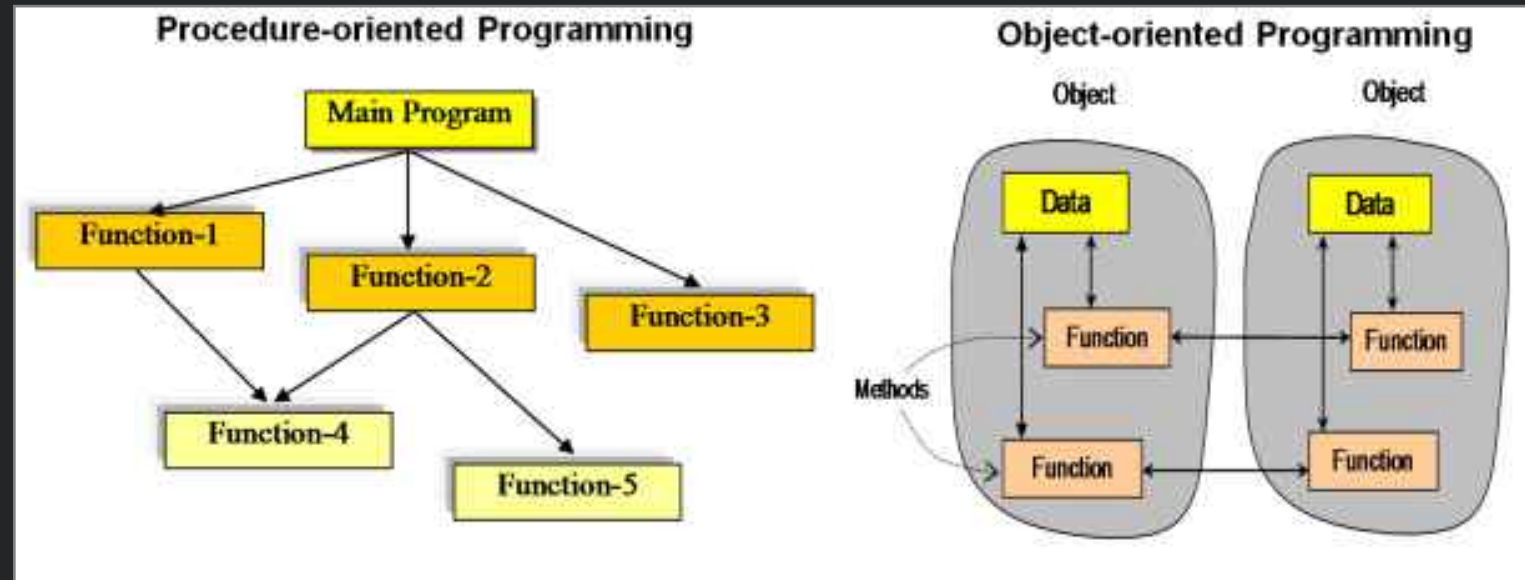 Procedure-oriented Programming
Main Program
Function-1
Function-2
Function-3
Function-4
Function-5
Object-oriented Programming
Object
Object
Data
Data
Function
Function
Methods
Function
Function